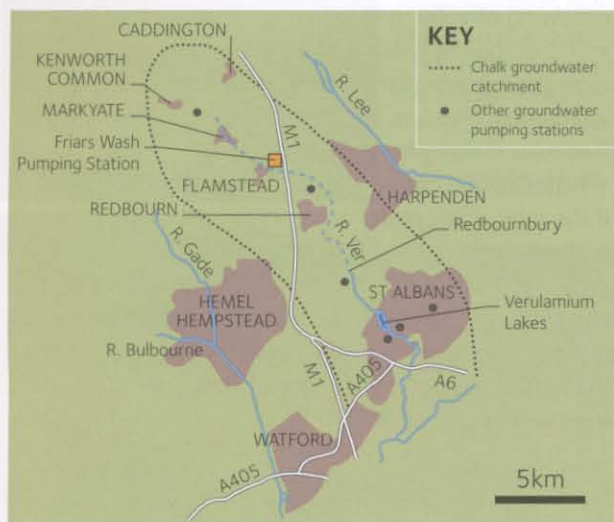 CADDINGTON
KENWORTH
COMMON
MARKYATE
Friars Wash
Pumping Station
FLAMSTEAD
REDBOURN
M1
R. Lee
HARPENDEN
R. Ver
Redbournbury
R. Gade
HEMEL
HEMPSTEAD
R. Bulbourne
ST ALBANS
Verulamium
Lakes
M1
A405
A6
WATFORD
A405
KEY
Chalk groundwater
catchment
Other groundwater
pumping stations
5km